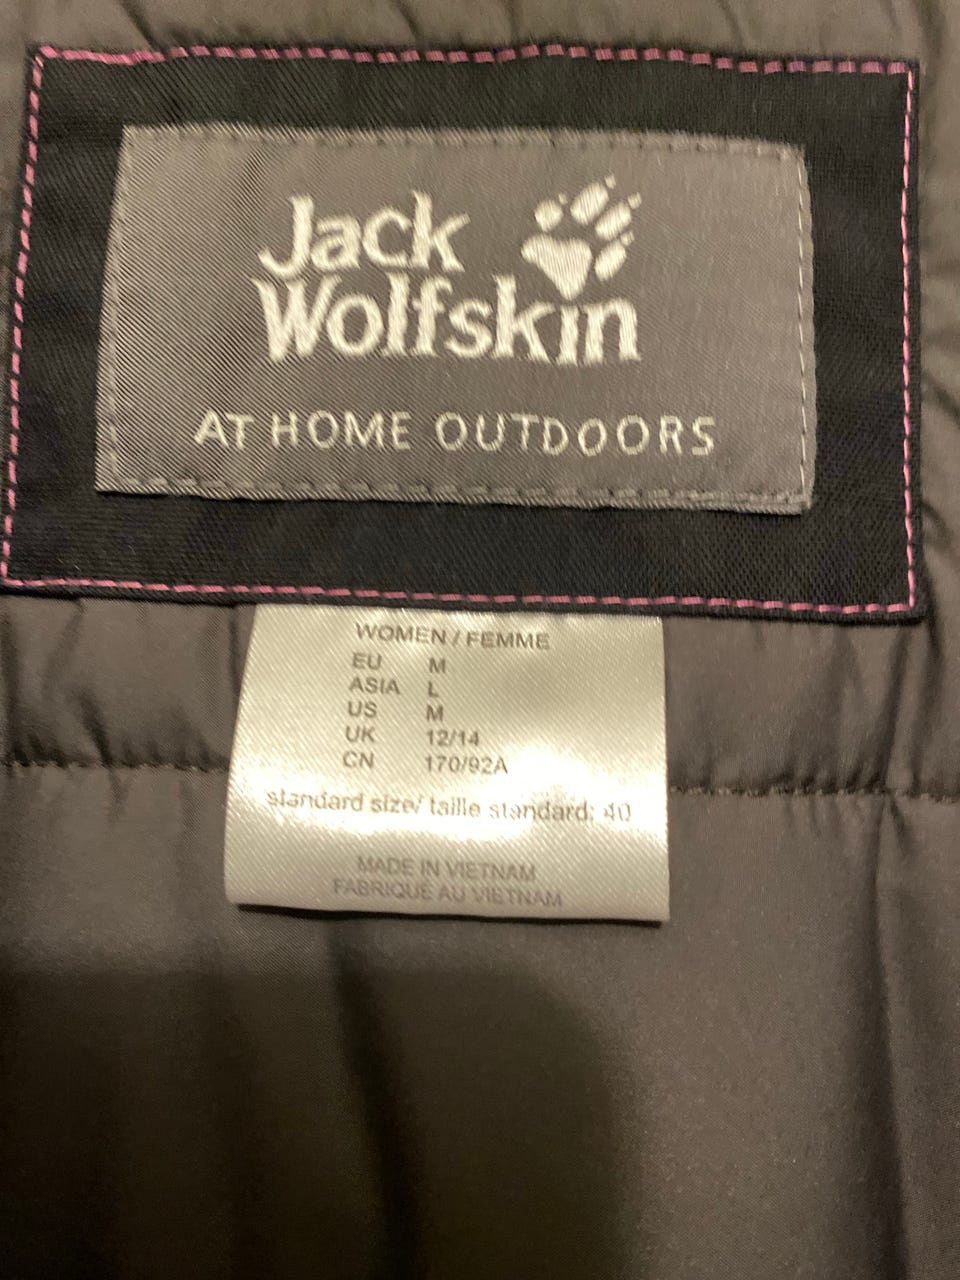 Jack
Wolfskin
AT HOME OUTDOORS
WOMEN / FEMME
EU M
ASIA L
US M
UK 12/14
CN 170/92A
standard size/ taille standard: 40
MADE IN VIETNAM
FABRIQUÉ AU VIETNAM